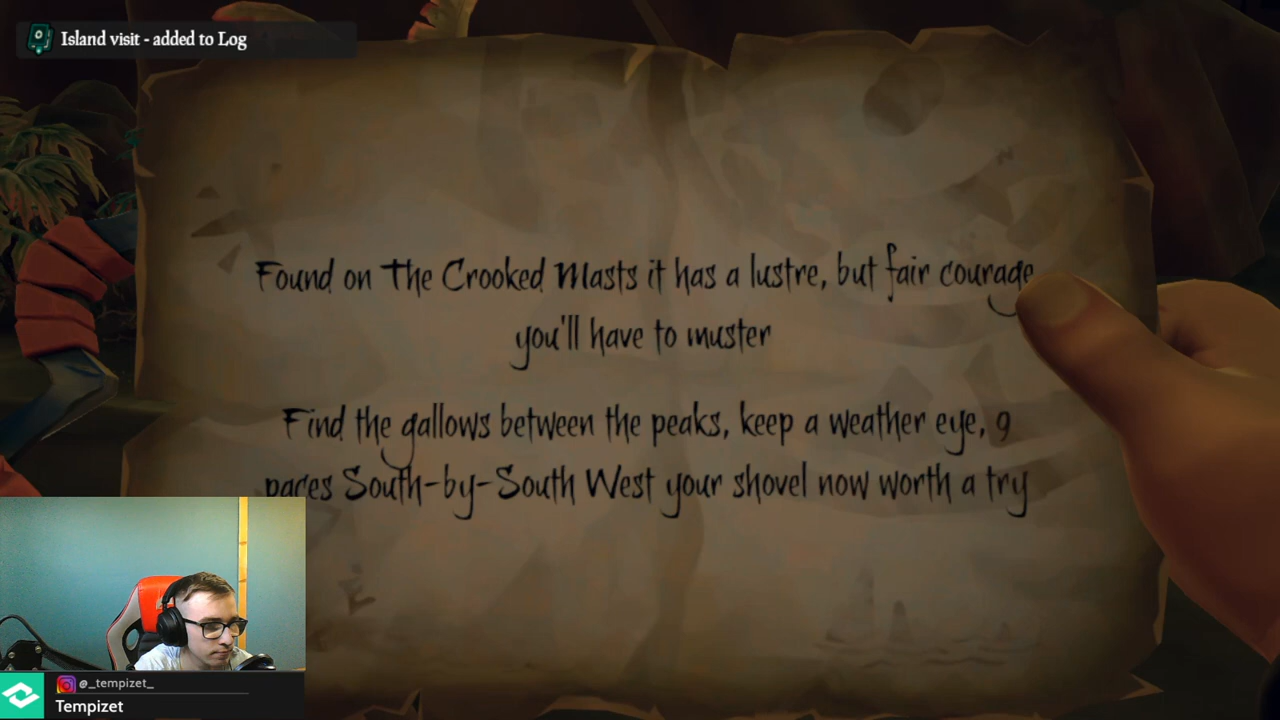 Island visit - added to Log
Found on The Crooked Masts it has a lustre, but fair courage
you'll have to muster
Find the gallows between the peaks, keep a weather eye, 9
paces South-by-South West your shovel now worth a try
@_tempizet_
Tempizet